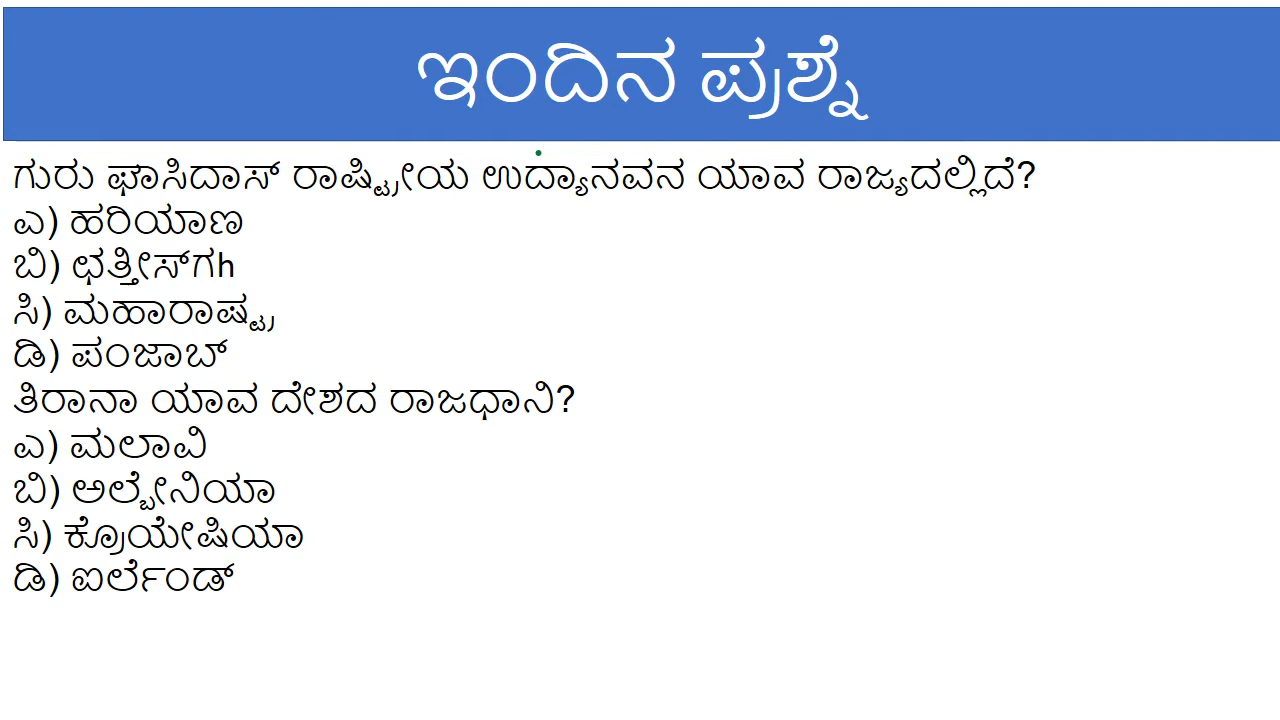 ಇಂದಿನ ಪ್ರಶ್ನೆ
ಗುರು ಘಾಸಿದಾಸ್ ರಾಷ್ಟ್ರೀಯ ಉದ್ಯಾನವನ ಯಾವ ರಾಜ್ಯದಲ್ಲಿದೆ?
ಎ) ಹರಿಯಾಣ
ಬಿ) ಛತ್ತೀಸ್‌ಗh
ಸಿ) ಮಹಾರಾಷ್ಟ್ರ
ಡಿ) ಪಂಜಾಬ್
ತಿರಾನಾ ಯಾವ ದೇಶದ ರಾಜಧಾನಿ?
ಎ) ಮಲಾವಿ
ಬಿ) ಅಲ್ಬೇನಿಯಾ
ಸಿ) ಕ್ರೊಯೇಷಿಯಾ
ಡಿ) ಐರ್ಲೆಂಡ್